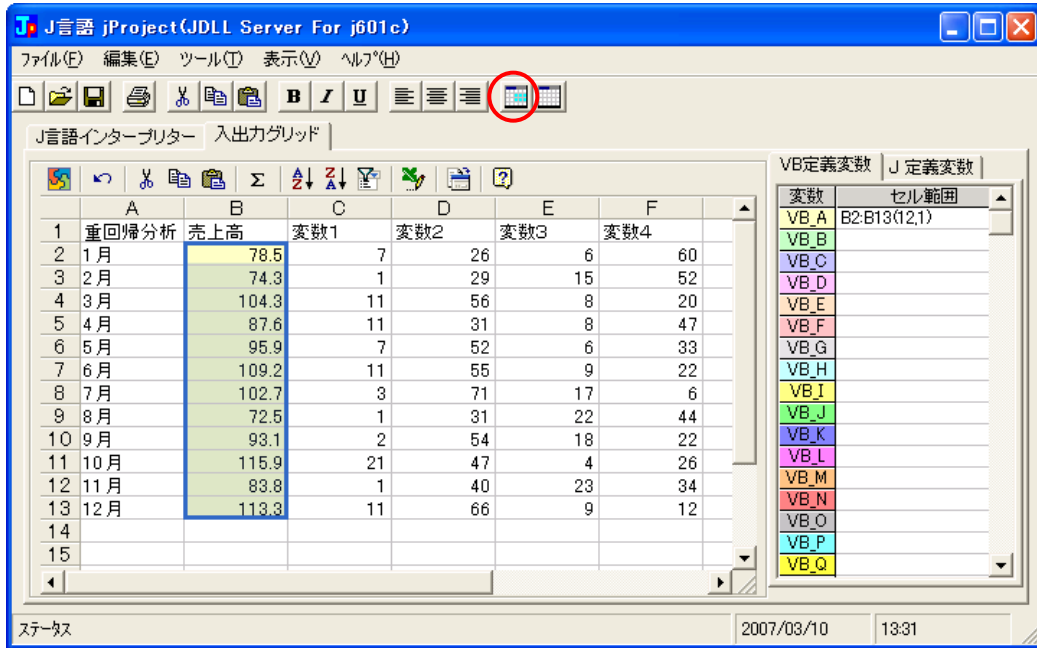 J言語 jProject(JDLL Server For j601c)
ファイル(F) 編集(E) ツール(T) 表示(V) ヘルプ(H)
B I U
J言語インタープリター 入出力グリッド
VB定義変数 J 定義変数
変数 セル範囲
A B C D E F
1 重回帰分析 売上高 変数1 変数2 変数3 変数4
2 1月 78.5 7 26 6 60
3 2月 74.3 1 29 15 52
4 3月 104.3 11 56 8 20
5 4月 87.6 11 31 8 47
6 5月 95.9 7 52 6 33
7 6月 109.2 11 55 9 22
8 7月 102.7 3 71 17 6
9 8月 72.5 1 31 22 44
10 9月 93.1 2 54 18 22
11 10月 115.9 21 47 4 26
12 11月 83.8 1 40 23 34
13 12月 113.3 11 66 9 12
14
15
VB_A B2:B13(12,1)
VB_B
VB_C
VB_D
VB_E
VB_F
VB_G
VB_H
VB_I
VB_J
VB_K
VB_L
VB_M
VB_N
VB_O
VB_P
VB_Q
ステータス 2007/03/10 13:31